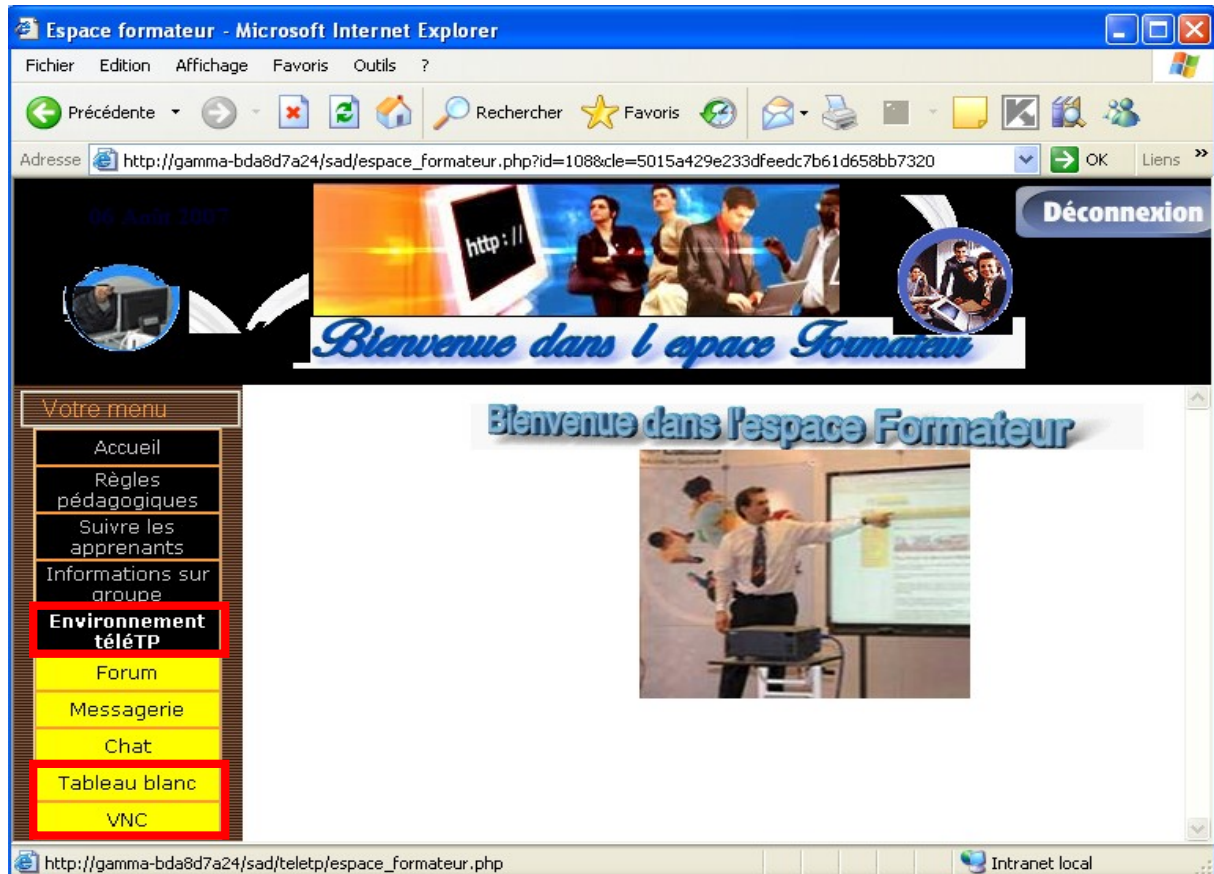 Espace formateur - Microsoft Internet Explorer
Fichier Edition Affichage Favoris Outils ?
Précédente Rechercher Favoris
Adresse http://gamma-bda8d7a24/sad/espace_formateur.php?id=108&cle=5015a429e233dfeedc7b61d658bb7320 OK Liens »
06 Août 2007
http://
Déconnexion
Bienvenue dans l espace Formateur
Votre menu
Bienvenue dans l'espace Formateur
Accueil
Règles
pédagogiques
Suivre les
apprenants
Informations sur
groupe
Environnement
téléTP
Forum
Messagerie
Chat
Tableau blanc
VNC
http://gamma-bda8d7a24/sad/teletp/espace_formateur.php Intranet local